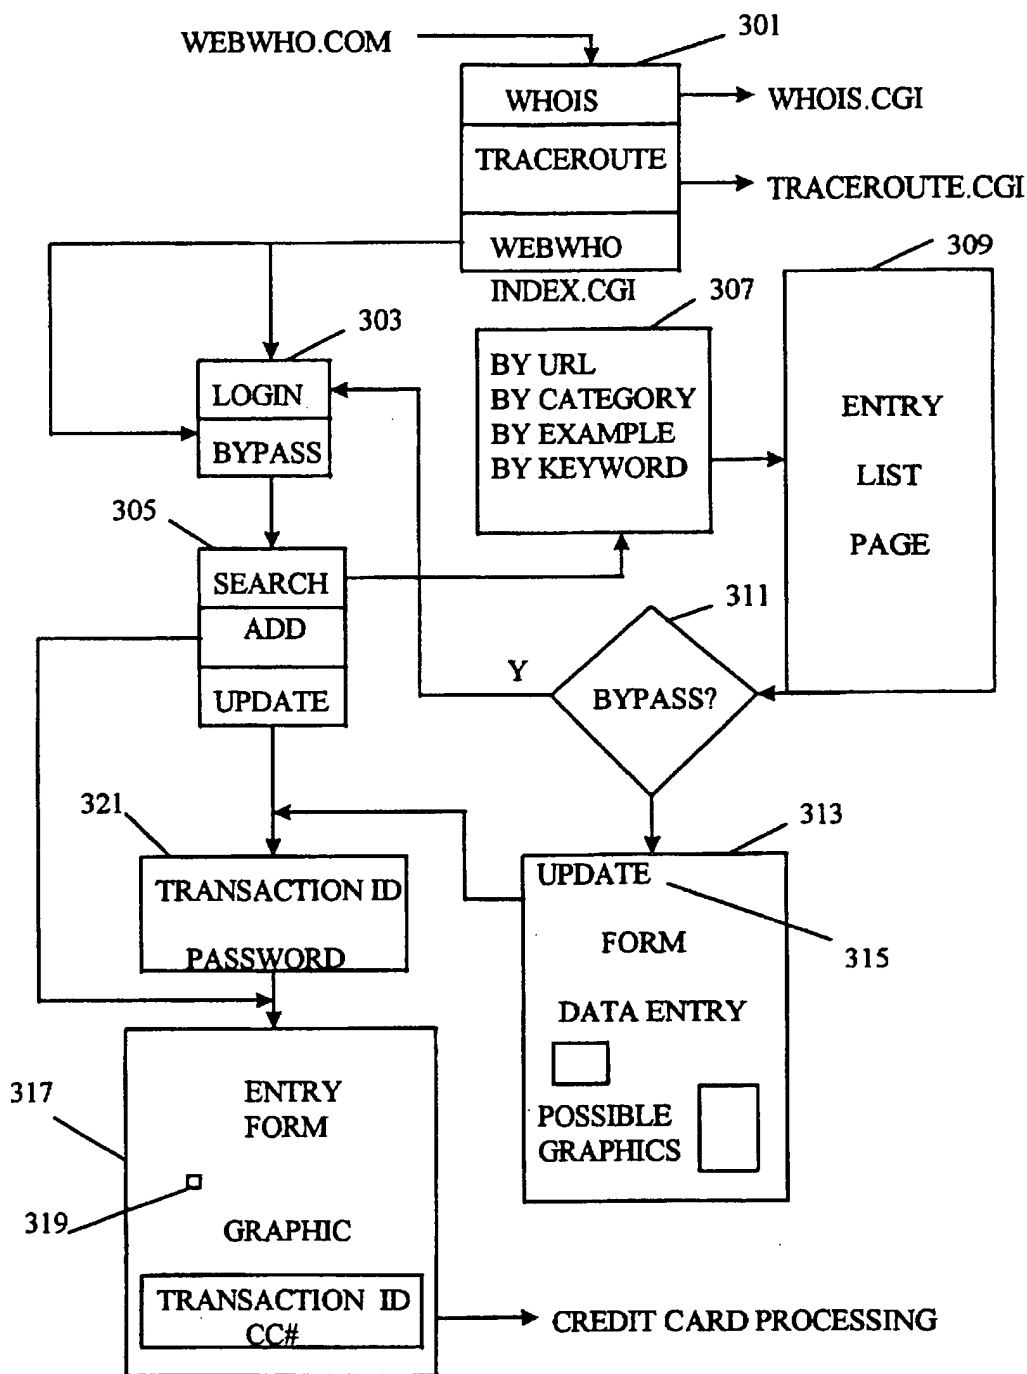 301
WEBWHO.COM
WHOIS
WHOIS.CGI
TRACEROUTE
TRACEROUTE.CGI
WEBWHO
INDEX.CGI
309
307
303
BY URL
BY CATEGORY
BY EXAMPLE
BY KEYWORD
LOGIN
BYPASS
ENTRY
LIST
PAGE
305
SEARCH
ADD
UPDATE
311
Y
BYPASS?
321
TRANSACTION ID
PASSWORD
313
UPDATE
315
FORM
DATA ENTRY
POSSIBLE
GRAPHICS
317
ENTRY
FORM
319
GRAPHIC
TRANSACTION ID
CC#
CREDIT CARD PROCESSING